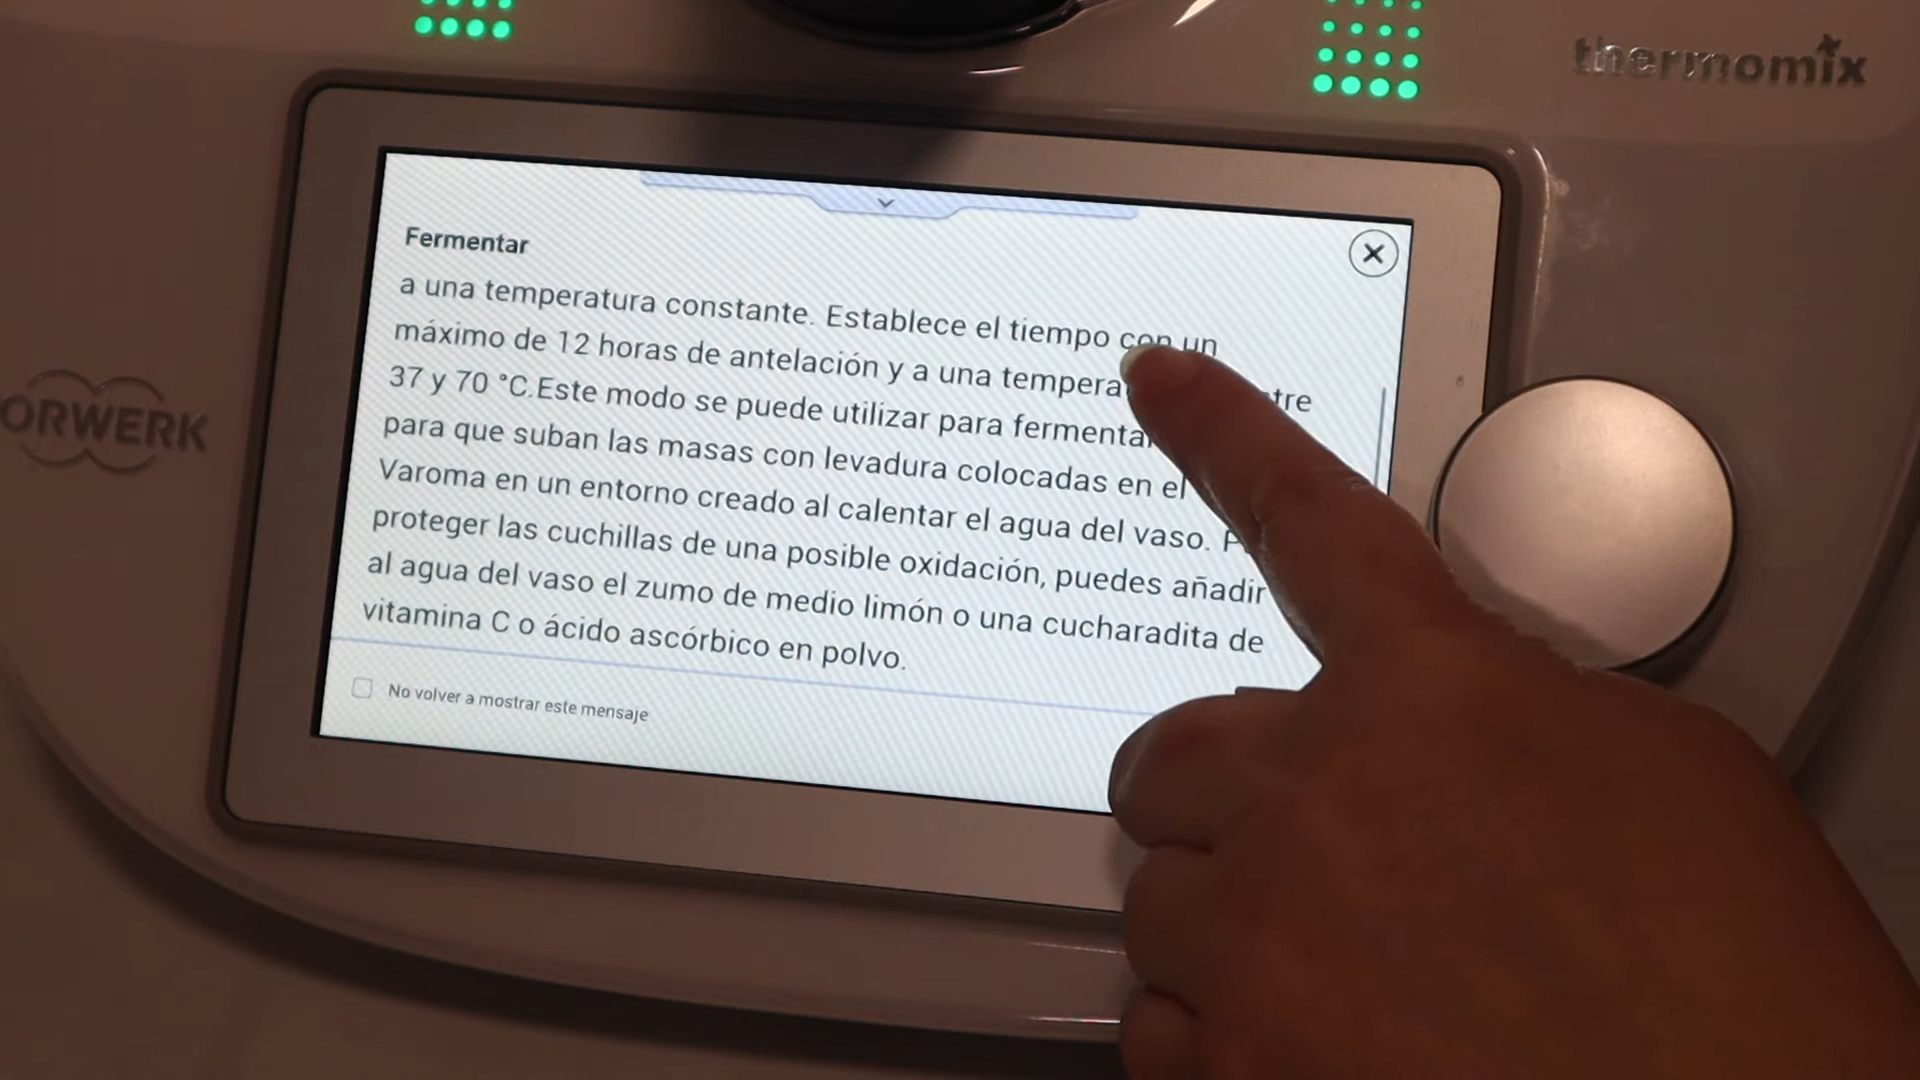 thermomix
ORWERK
Fermentar
a una temperatura constante. Establece el tiempo con un
máximo de 12 horas de antelación y a una tempera tre
37 y 70 °C.Este modo se puede utilizar para fermenta
para que suban las masas con levadura colocadas en el
Varoma en un entorno creado al calentar el agua del vaso.
proteger las cuchillas de una posible oxidación, puedes añadir
al agua del vaso el zumo de medio limón o una cucharadita de
vitamina C o ácido ascórbico en polvo.
No volver a mostrar este mensaje